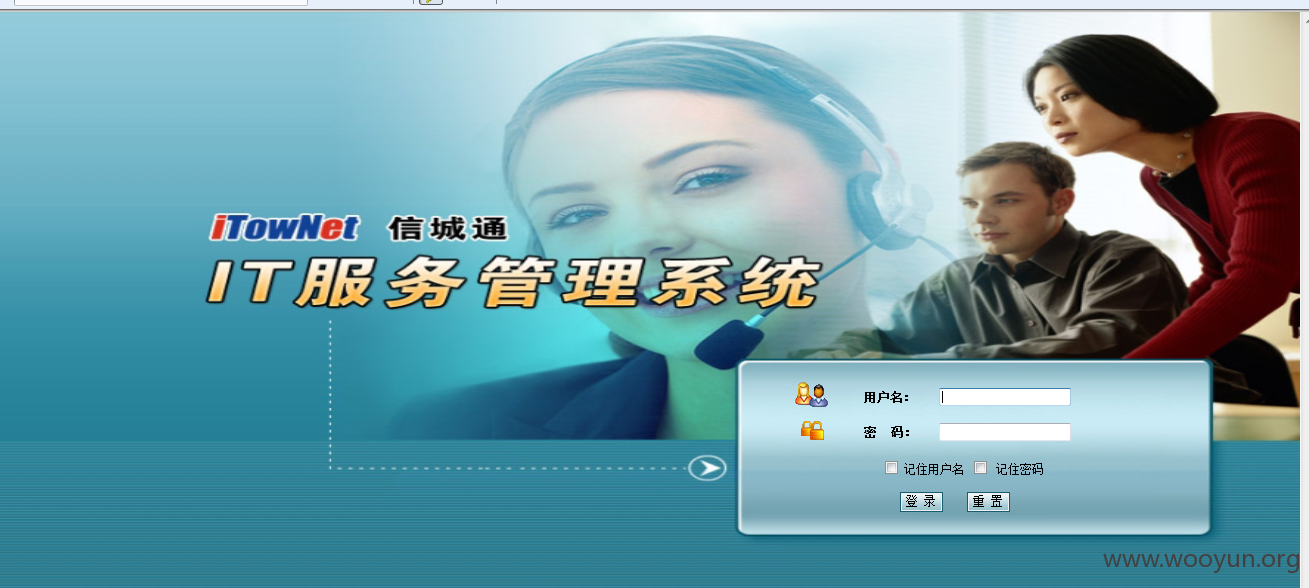 iTowNet 信城通
IT服务管理系统
用户名：
密 码：
记住用户名 记住密码
登 录 重 置
www.wooyun.org